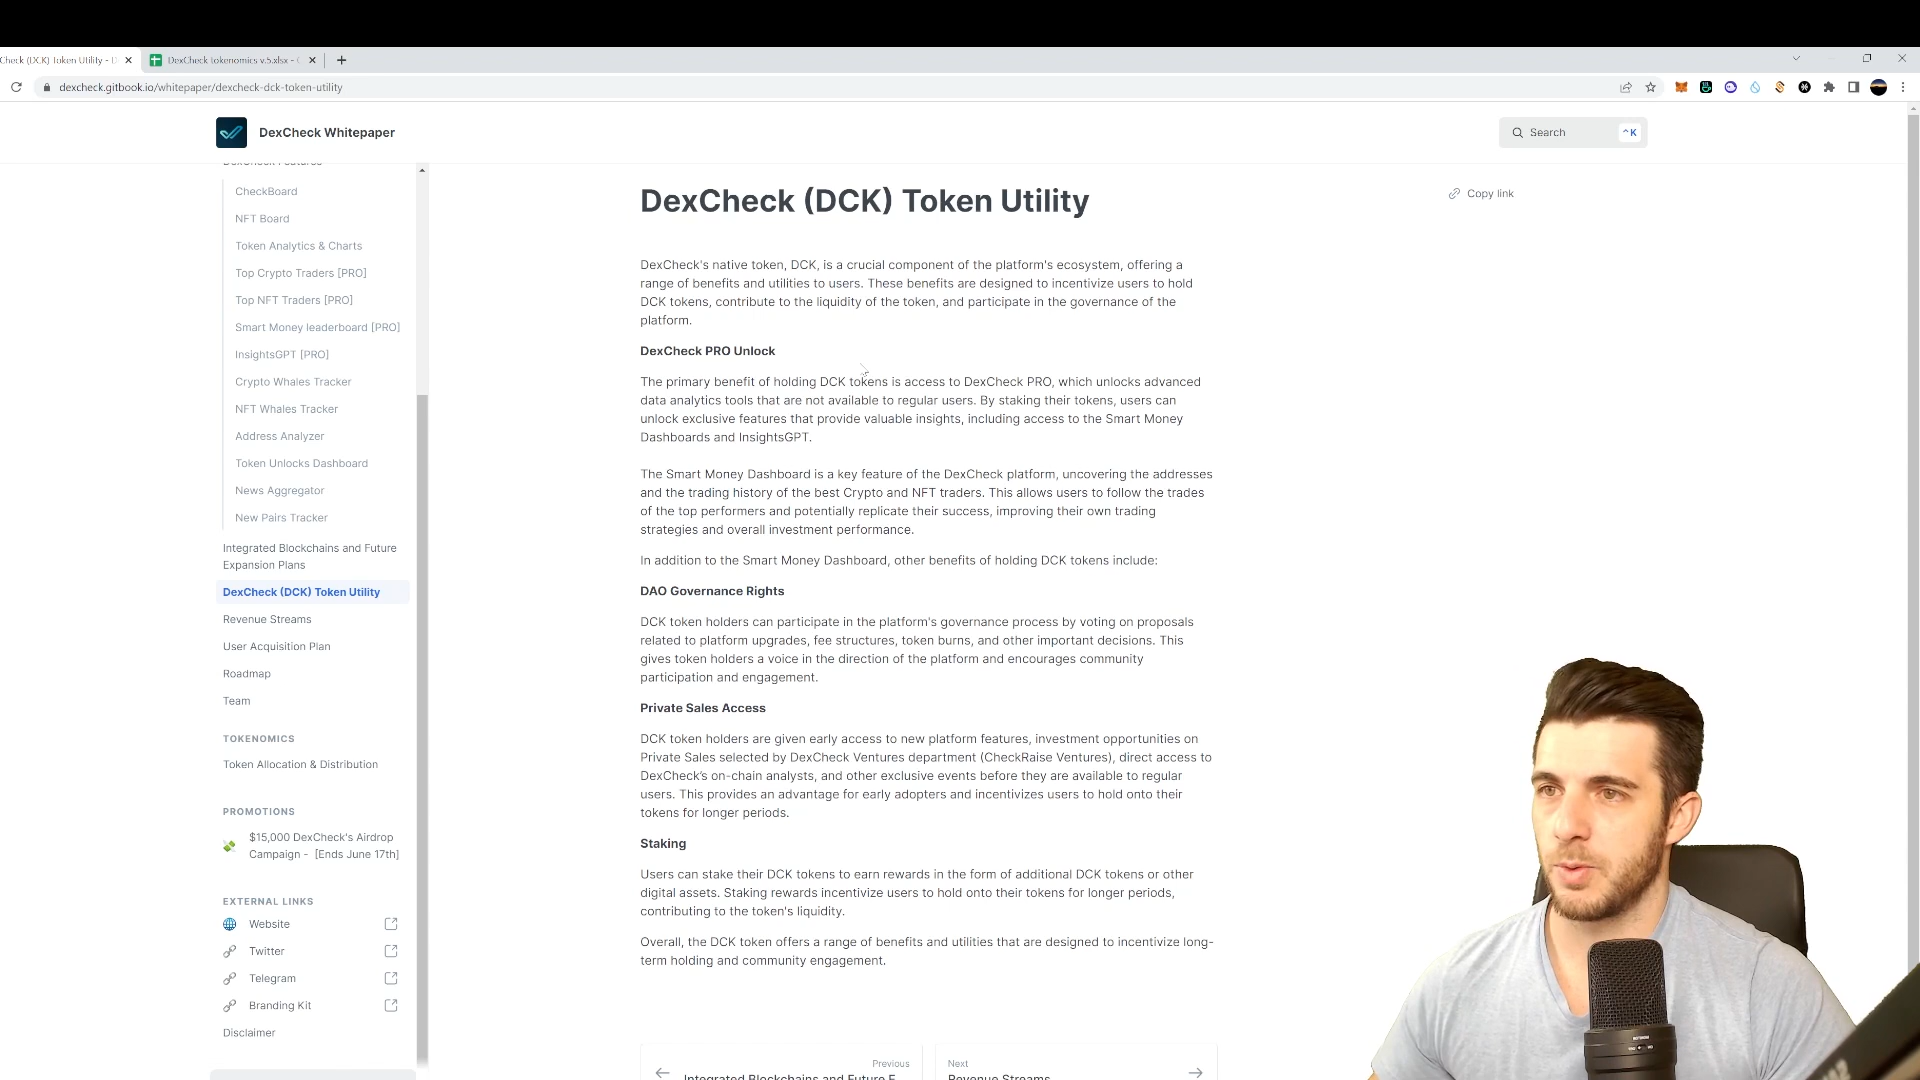 Check (DCK) Token Utility - D
DexCheck tokenomics v.5.xlsx -
dexcheck.gitbook.io/whitepaper/dexcheck-dck-token-utility
DexCheck Whitepaper
Search
^K
DexCheck Features
CheckBoard
NFT Board
Token Analytics & Charts
Top Crypto Traders [PRO]
Top NFT Traders [PRO]
Smart Money leaderboard [PRO]
InsightsGPT [PRO]
Crypto Whales Tracker
NFT Whales Tracker
Address Analyzer
Token Unlocks Dashboard
News Aggregator
New Pairs Tracker
Integrated Blockchains and Future
Expansion Plans
DexCheck (DCK) Token Utility
Revenue Streams
User Acquisition Plan
Roadmap
Team
TOKENOMICS
Token Allocation & Distribution
PROMOTIONS
$15,000 DexCheck's Airdrop
Campaign - [Ends June 17th]
EXTERNAL LINKS
Website
Twitter
Telegram
Branding Kit
Disclaimer
DexCheck (DCK) Token Utility
Copy link
DexCheck's native token, DCK, is a crucial component of the platform's ecosystem, offering a
range of benefits and utilities to users. These benefits are designed to incentivize users to hold
DCK tokens, contribute to the liquidity of the token, and participate in the governance of the
platform.
DexCheck PRO Unlock
The primary benefit of holding DCK tokens is access to DexCheck PRO, which unlocks advanced
data analytics tools that are not available to regular users. By staking their tokens, users can
unlock exclusive features that provide valuable insights, including access to the Smart Money
Dashboards and InsightsGPT.
The Smart Money Dashboard is a key feature of the DexCheck platform, uncovering the addresses
and the trading history of the best Crypto and NFT traders. This allows users to follow the trades
of the top performers and potentially replicate their success, improving their own trading
strategies and overall investment performance.
In addition to the Smart Money Dashboard, other benefits of holding DCK tokens include:
DAO Governance Rights
DCK token holders can participate in the platform's governance process by voting on proposals
related to platform upgrades, fee structures, token burns, and other important decisions. This
gives token holders a voice in the direction of the platform and encourages community
participation and engagement.
Private Sales Access
DCK token holders are given early access to new platform features, investment opportunities on
Private Sales selected by DexCheck Ventures department (CheckRaise Ventures), direct access to
DexCheck's on-chain analysts, and other exclusive events before they are available to regular
users. This provides an advantage for early adopters and incentivizes users to hold onto their
tokens for longer periods.
Staking
Users can stake their DCK tokens to earn rewards in the form of additional DCK tokens or other
digital assets. Staking rewards incentivize users to hold onto their tokens for longer periods,
contributing to the token's liquidity.
Overall, the DCK token offers a range of benefits and utilities that are designed to incentivize long-
term holding and community engagement.
Previous
Integrated Blockchains and Future E
Next
Revenue Streams